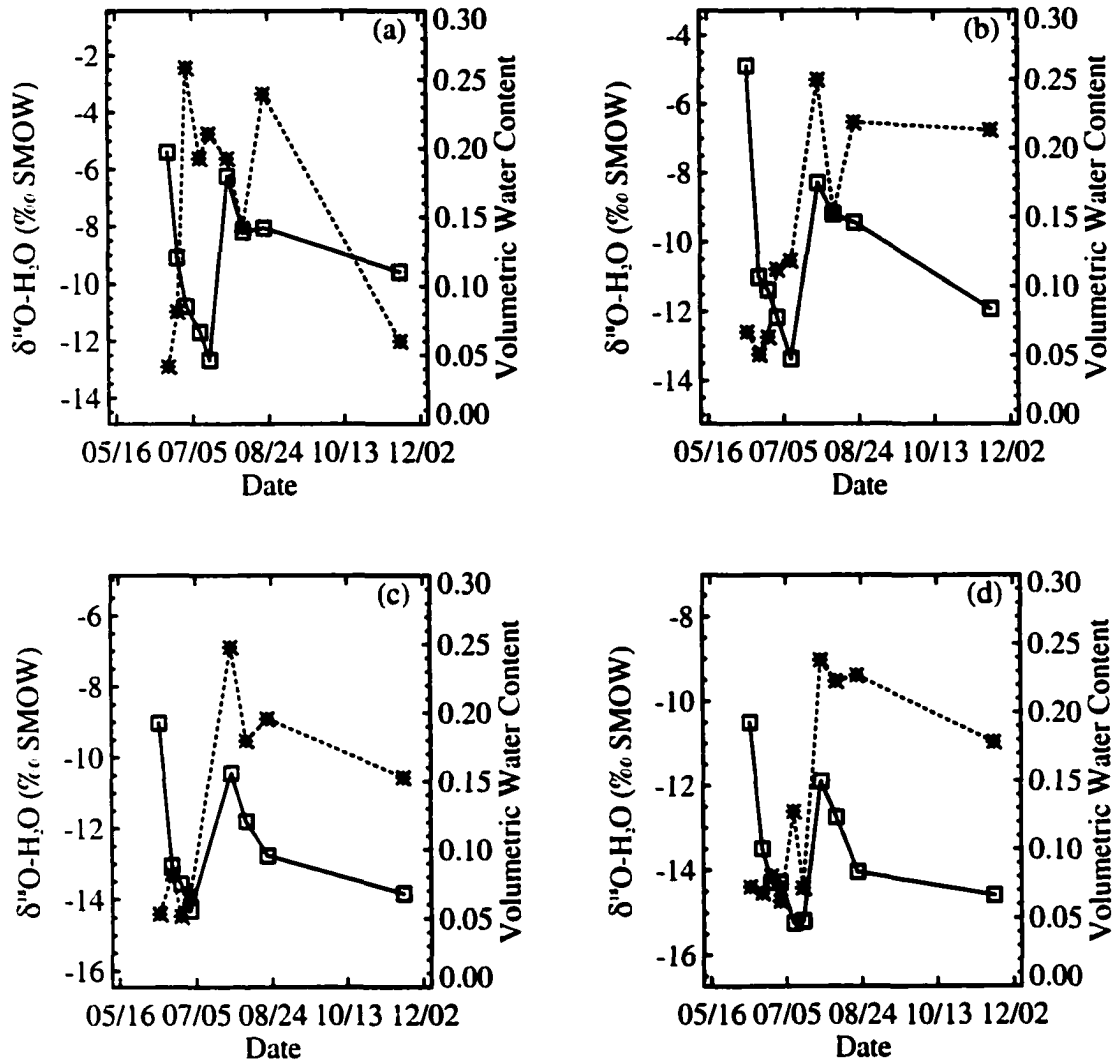 (a)
-2
-4
-6
-8
-10
-12
-14
δ¹⁸O-H₂O (‰ SMOW)
0.30
0.25
0.20
0.15
0.10
0.05
0.00
Volumetric Water Content
05/16 07/05 08/24 10/13 12/02
Date
(b)
-4
-6
-8
-10
-12
-14
δ¹⁸O-H₂O (‰ SMOW)
0.30
0.25
0.20
0.15
0.10
0.05
0.00
Volumetric Water Content
05/16 07/05 08/24 10/13 12/02
Date
(c)
-6
-8
-10
-12
-14
-16
δ¹⁸O-H₂O (‰ SMOW)
0.30
0.25
0.20
0.15
0.10
0.05
0.00
Volumetric Water Content
05/16 07/05 08/24 10/13 12/02
Date
(d)
-8
-10
-12
-14
-16
δ¹⁸O-H₂O (‰ SMOW)
0.30
0.25
0.20
0.15
0.10
0.05
0.00
Volumetric Water Content
05/16 07/05 08/24 10/13 12/02
Date